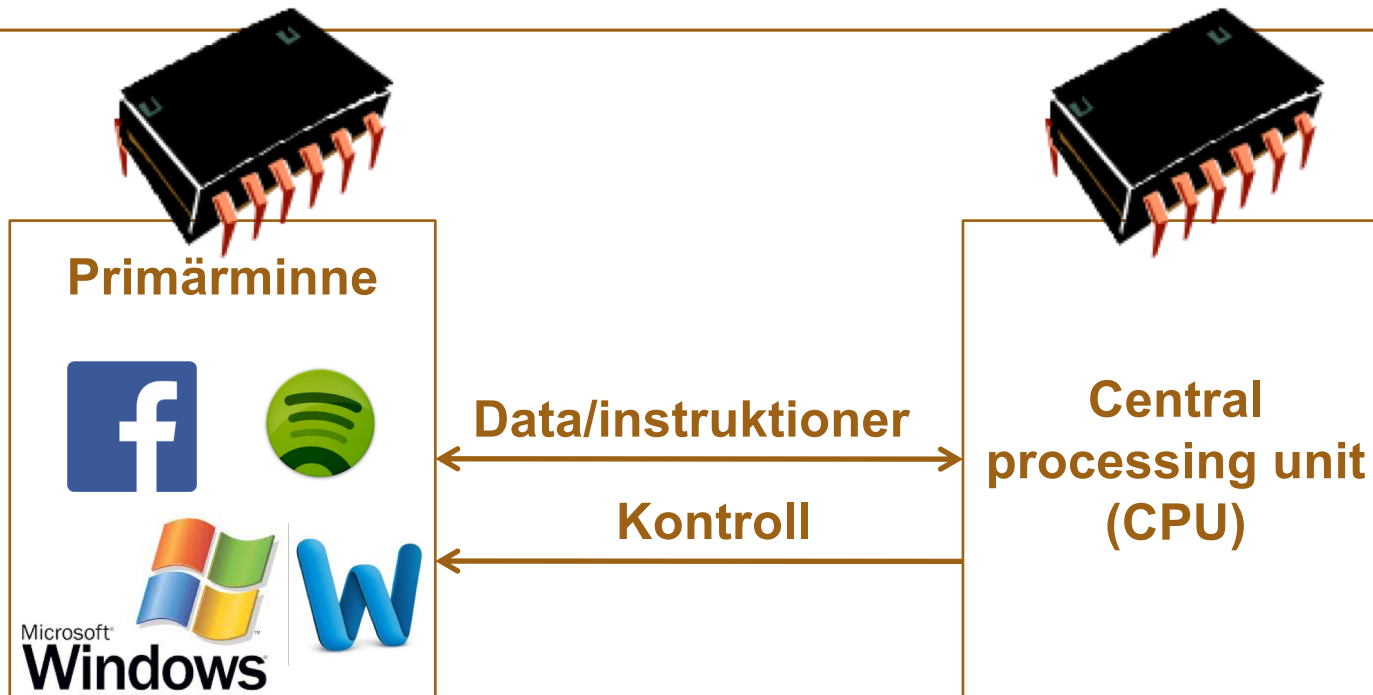 Primärminne
Data/instruktioner
Kontroll
Central
processing unit
(CPU)
Microsoft®
Windows